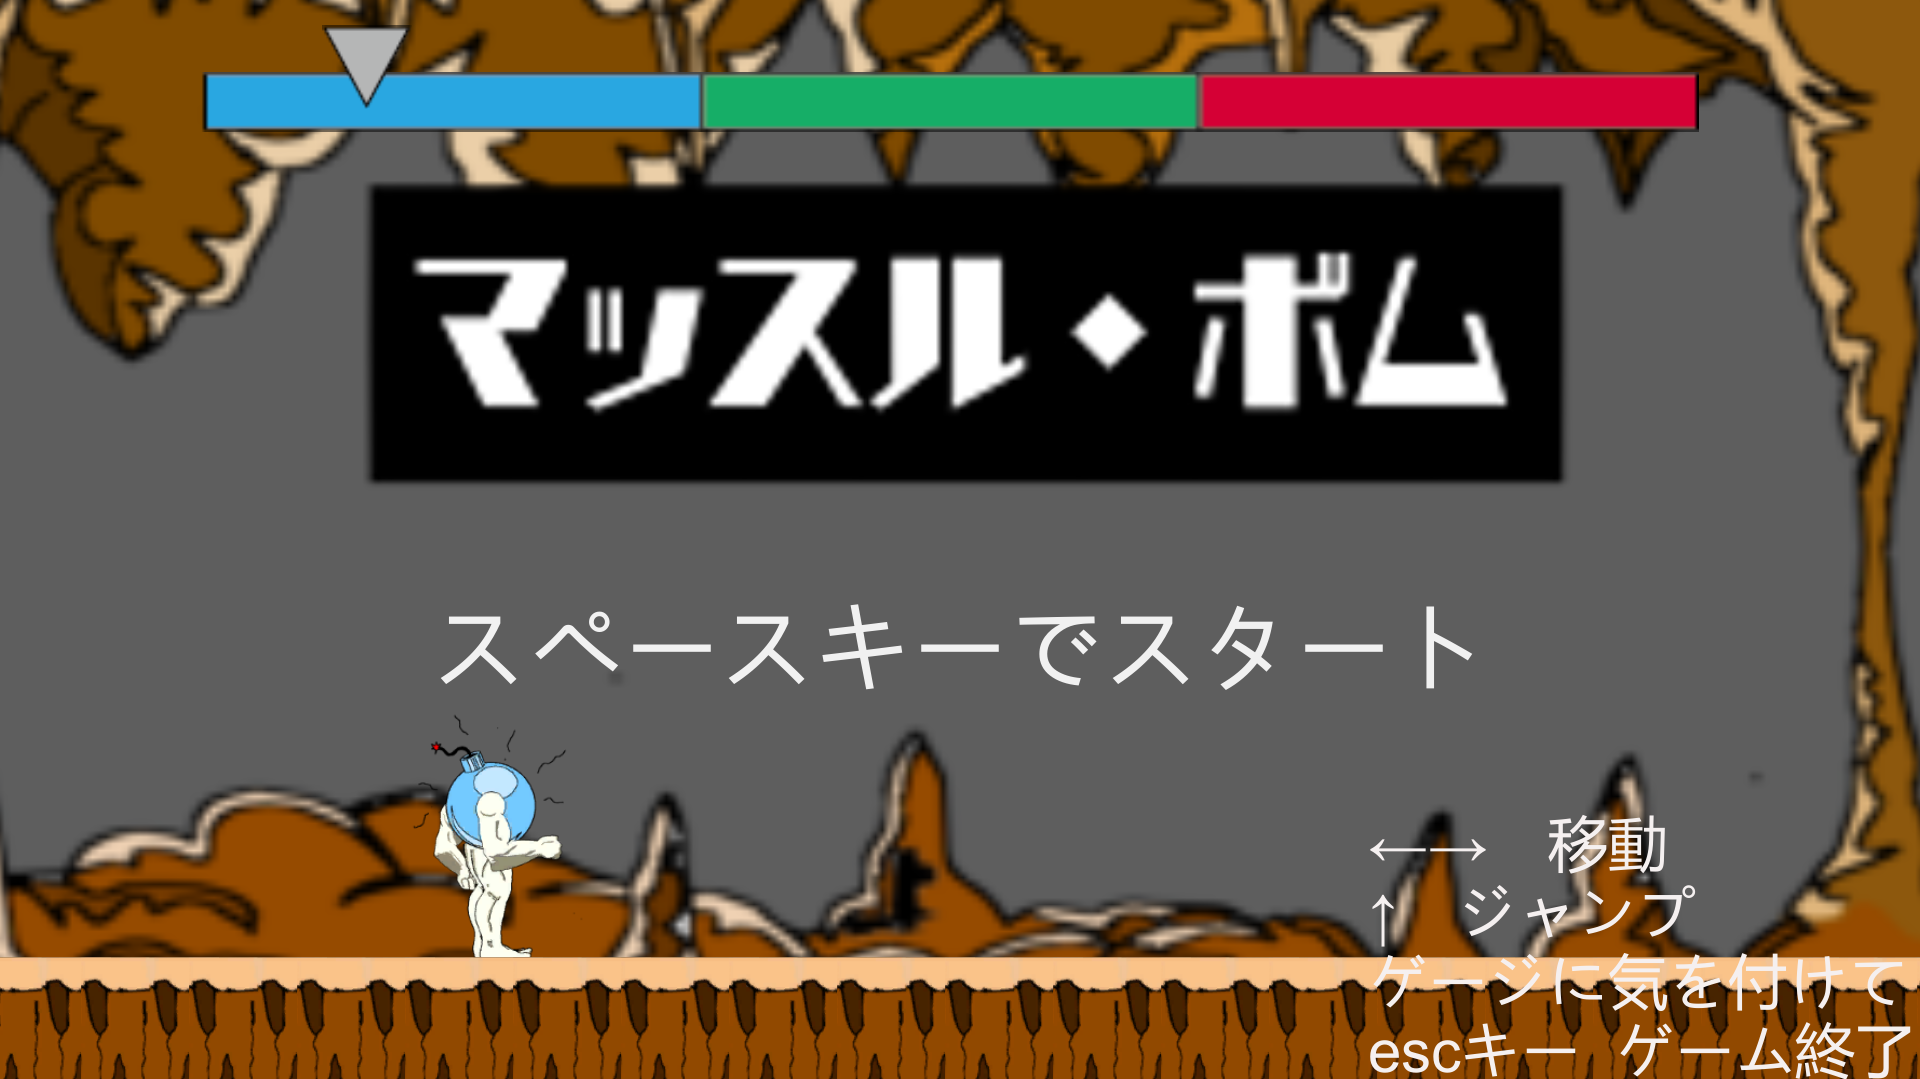 マッスル・ボム
スペースキーでスタート
←→　移動
↑　ジャンプ
ゲージに気を付けて
escキー ゲーム終了